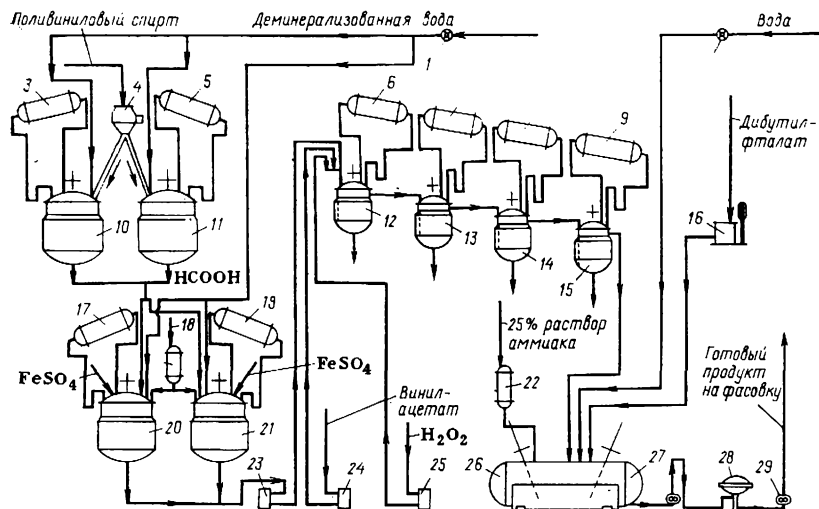 Поливиниловый спирт
Деминерализованная вода
Вода
1
3
4
5
6
9
Дибутил-
фталат
10
11
12
13
14
15
16
HCOOH
17
18
19
FeSO4
FeSO4
25% раствор
аммиака
Готовый
продукт
на фасовку
20
21
22
Винил-
ацетат
H2O2
23
24
25
26
27
28
29